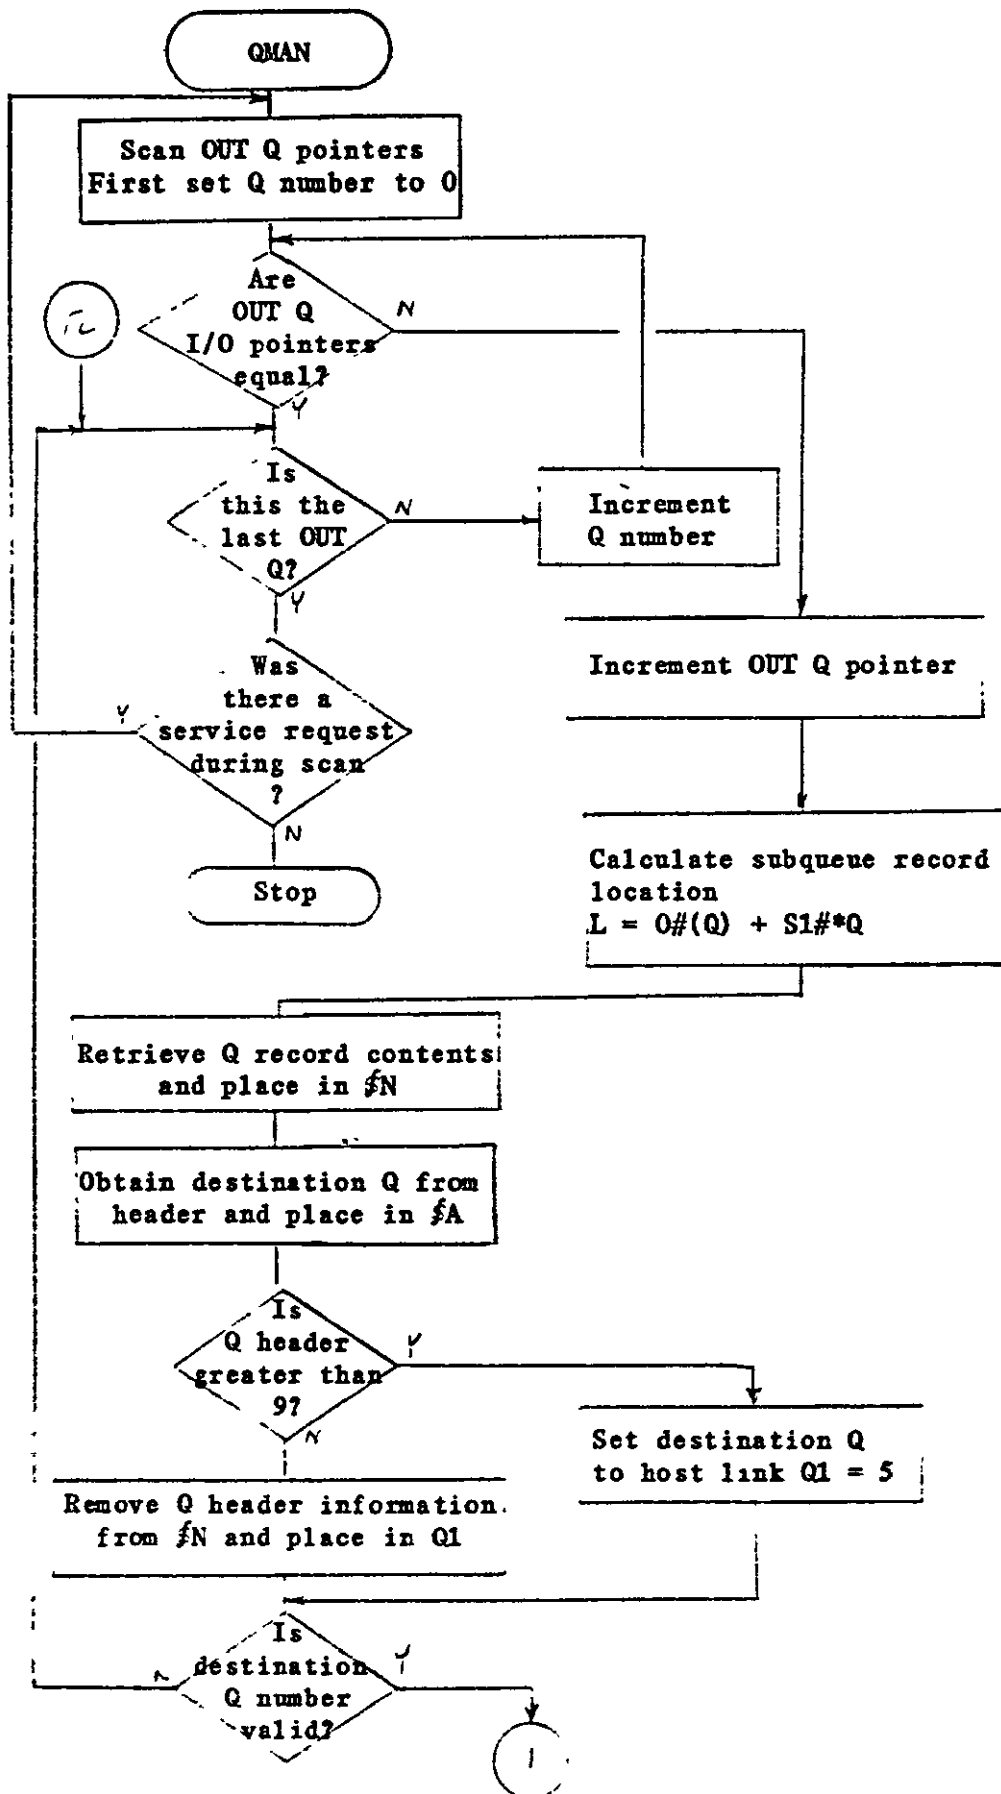 QMAN
Scan OUT Q pointers
First set Q number to 0
Are
OUT Q
I/O pointers
equal?
N
Y
Is
this the
last OUT
Q?
N
Y
Increment
Q number
Was
there a
service request
during scan
?
Y
N
Stop
Increment OUT Q pointer
Calculate subqueue record
location
L = O#(Q) + S1#*Q
Retrieve Q record contents
and place in $N
Obtain destination Q from
header and place in $A
Is
Q header
greater than
9?
Y
N
Set destination Q
to host link Q1 = 5
Remove Q header information
from $N and place in Q1
Is
destination
Q number
valid?
N
Y
1